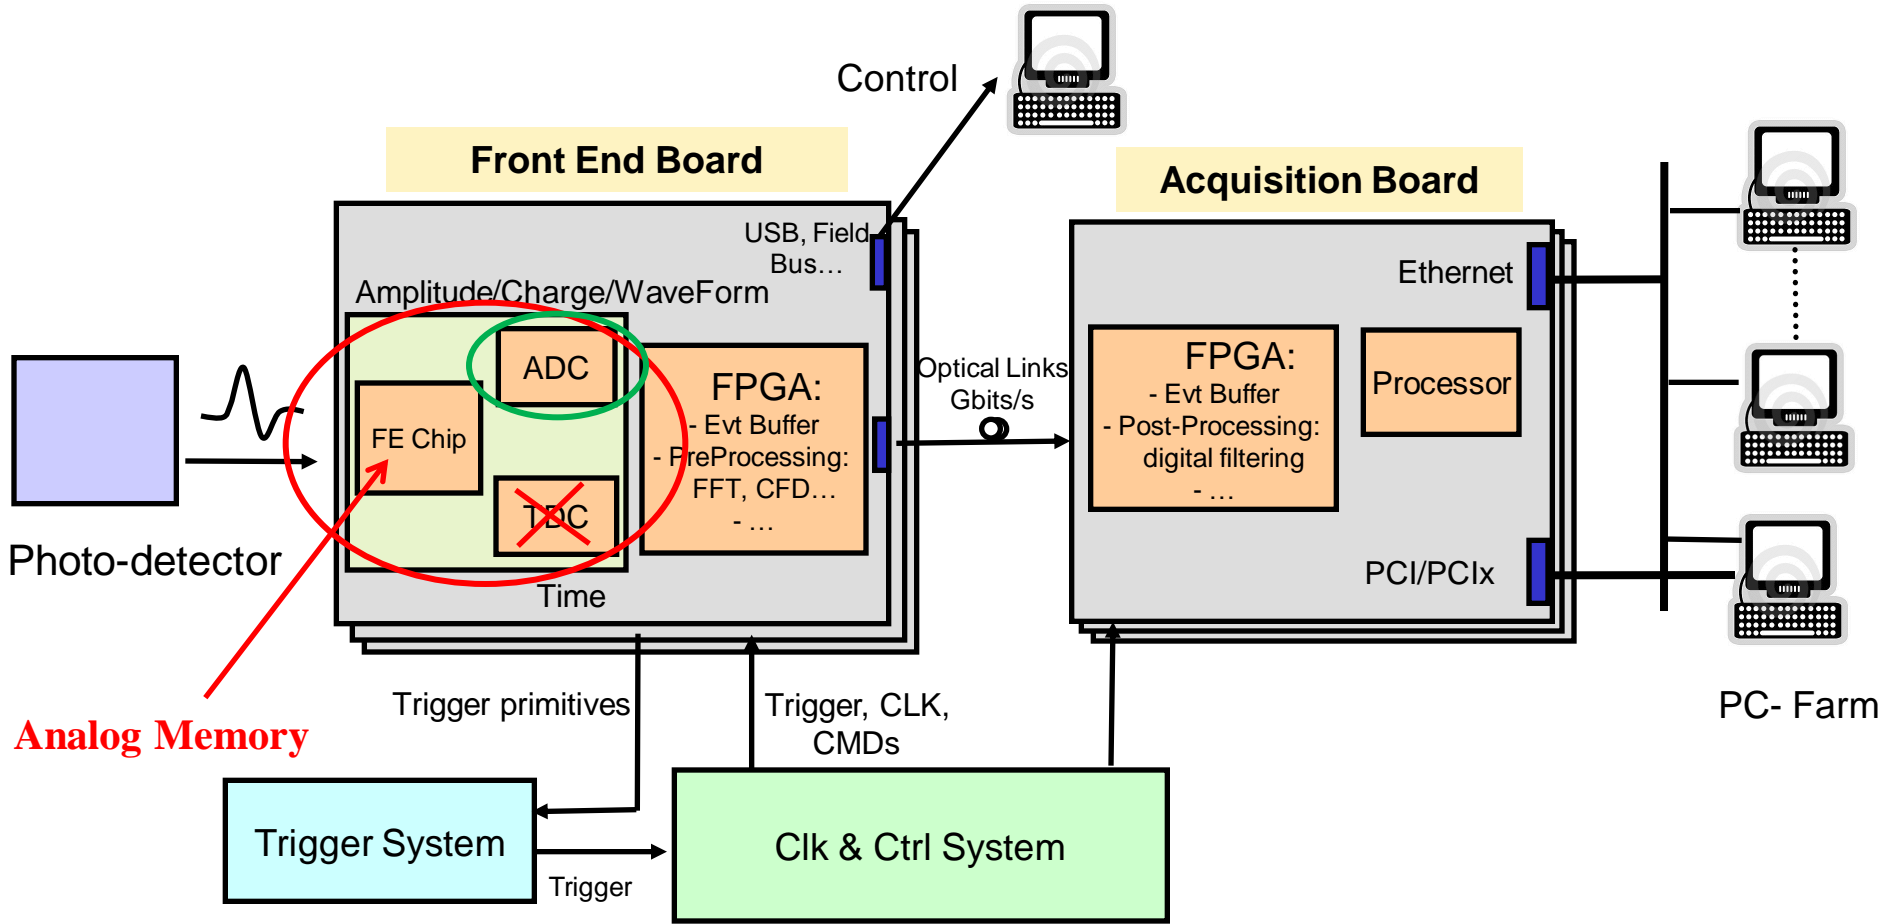 Control
Front End Board
Acquisition Board
USB, Field
Bus…
Amplitude/Charge/WaveForm
ADC
FE Chip
TDC
Time
FPGA:
- Evt Buffer
- PreProcessing:
FFT, CFD…
- …
Optical Links
Gbits/s
Ethernet
FPGA:
- Evt Buffer
- Post-Processing:
digital filtering
- …
Processor
PCI/PCIx
Photo-detector
Analog Memory
Trigger primitives
Trigger, CLK,
CMDs
PC- Farm
Trigger System
Trigger
Clk & Ctrl System